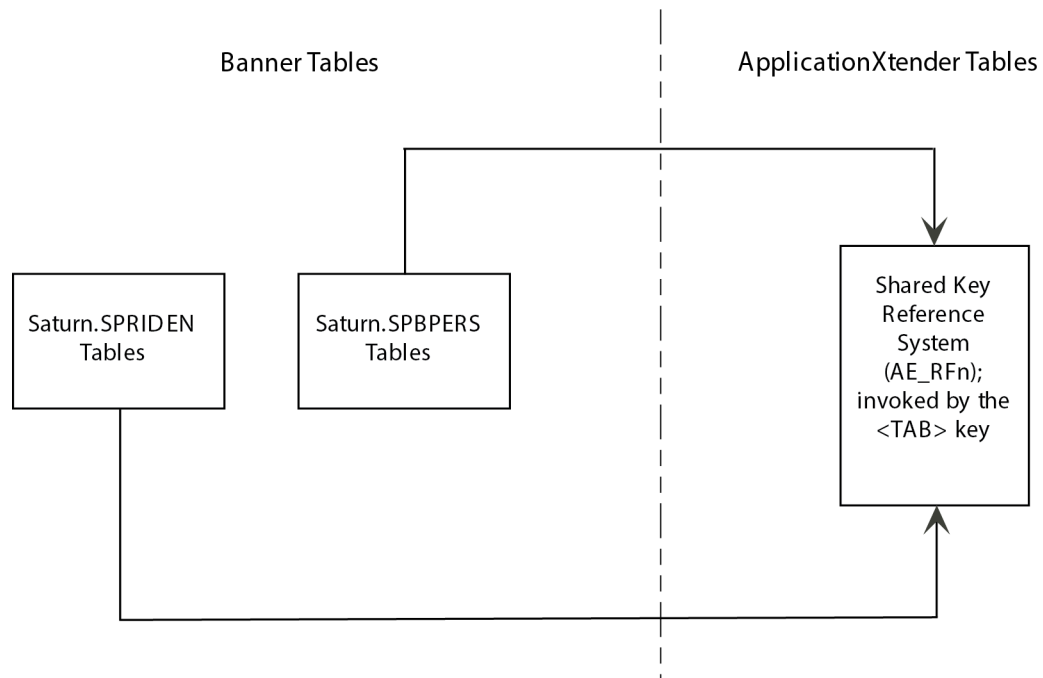 Banner Tables
ApplicationXtender Tables
Saturn.SPRIDEN
Tables
Saturn.SPBPERS
Tables
Shared Key
Reference
System
(AE_RFn);
invoked by the
<TAB> key